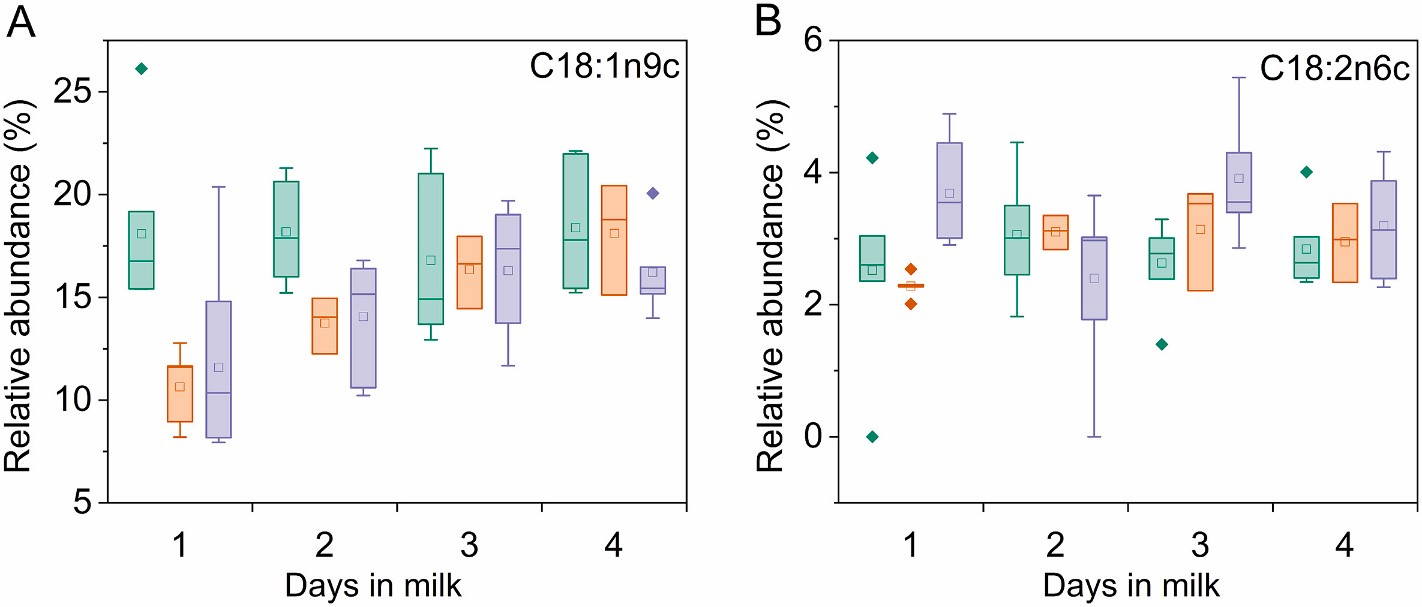 A
C18:1n9c
Relative abundance (%)
25
20
15
10
5
1 2 3 4
Days in milk
B
C18:2n6c
Relative abundance (%)
6
4
2
0
1 2 3 4
Days in milk